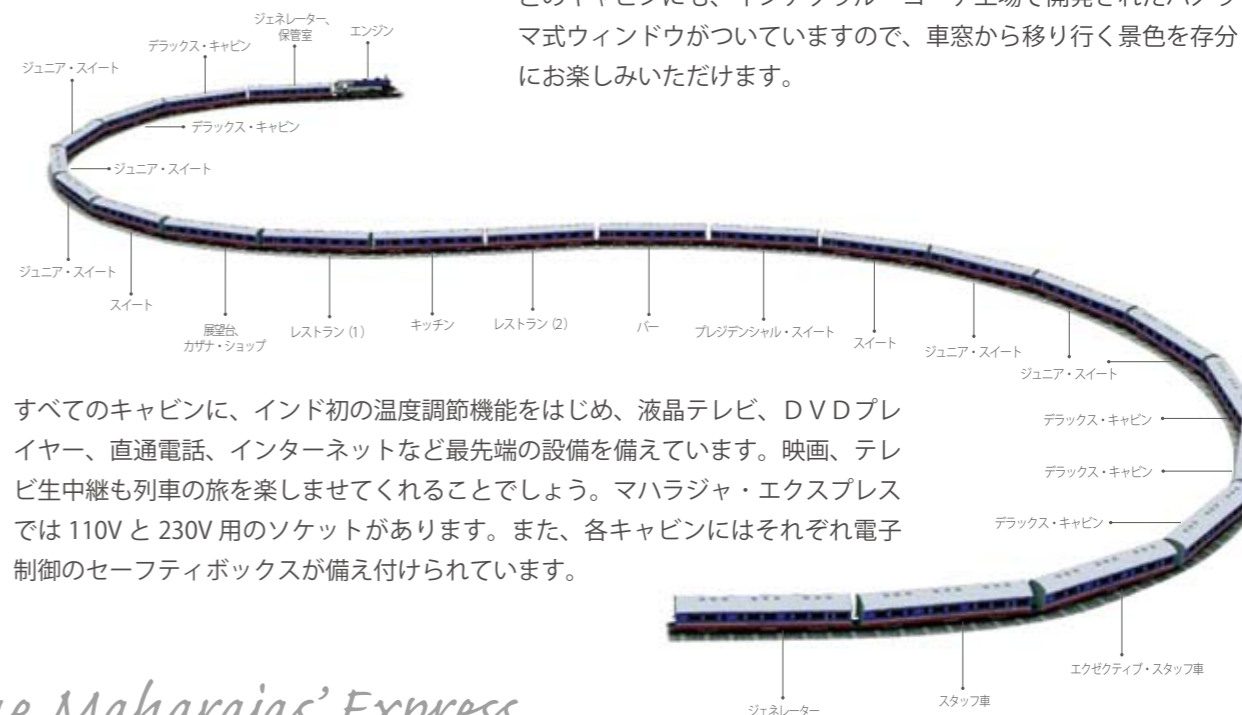 どのキャビンにも、インテグラル・コーチ工場で開発されたパノラ
マ式ウィンドウがついていますので、車窓から移り行く景色を存分
にお楽しみいただけます。
ジェネレーター、
保管室
エンジン
デラックス・キャビン
ジュニア・スイート
デラックス・キャビン
ジュニア・スイート
ジュニア・スイート
スイート
展望台、
カザナ・ショップ
レストラン (1)
キッチン
レストラン (2)
バー
プレジデンシャル・スイート
スイート
ジュニア・スイート
ジュニア・スイート
デラックス・キャビン
デラックス・キャビン
デラックス・キャビン
すべてのキャビンに、インド初の温度調節機能をはじめ、液晶テレビ、ＤＶＤプレ
イヤー、直通電話、インターネットなど最先端の設備を備えています。映画、テレ
ビ生中継も列車の旅を楽しませてくれることでしょう。マハラジャ・エクスプレス
では 110V と 230V 用のソケットがあります。また、各キャビンにはそれぞれ電子
制御のセーフティボックスが備え付けられています。
エクゼクティブ・スタッフ車
スタッフ車
ジェネレーター
Maharajas' Express